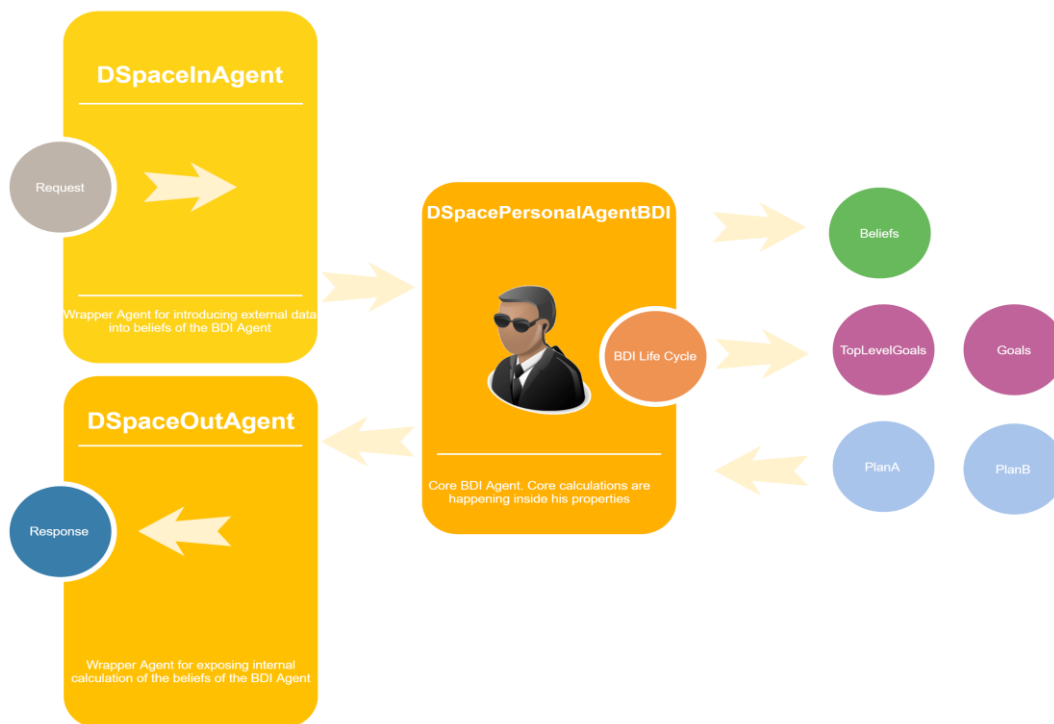 DSpaceInAgent
Request
Wrapper Agent for introducing external data
into beliefs of the BDI Agent
DSpaceOutAgent
Response
Wrapper Agent for exposing internal
calculation of the beliefs of the BDI Agent
DSpacePersonalAgentBDI
BDI Life Cycle
Core BDI Agent. Core calculations are
happening inside his properties
Beliefs
TopLevelGoals
Goals
PlanA
PlanB